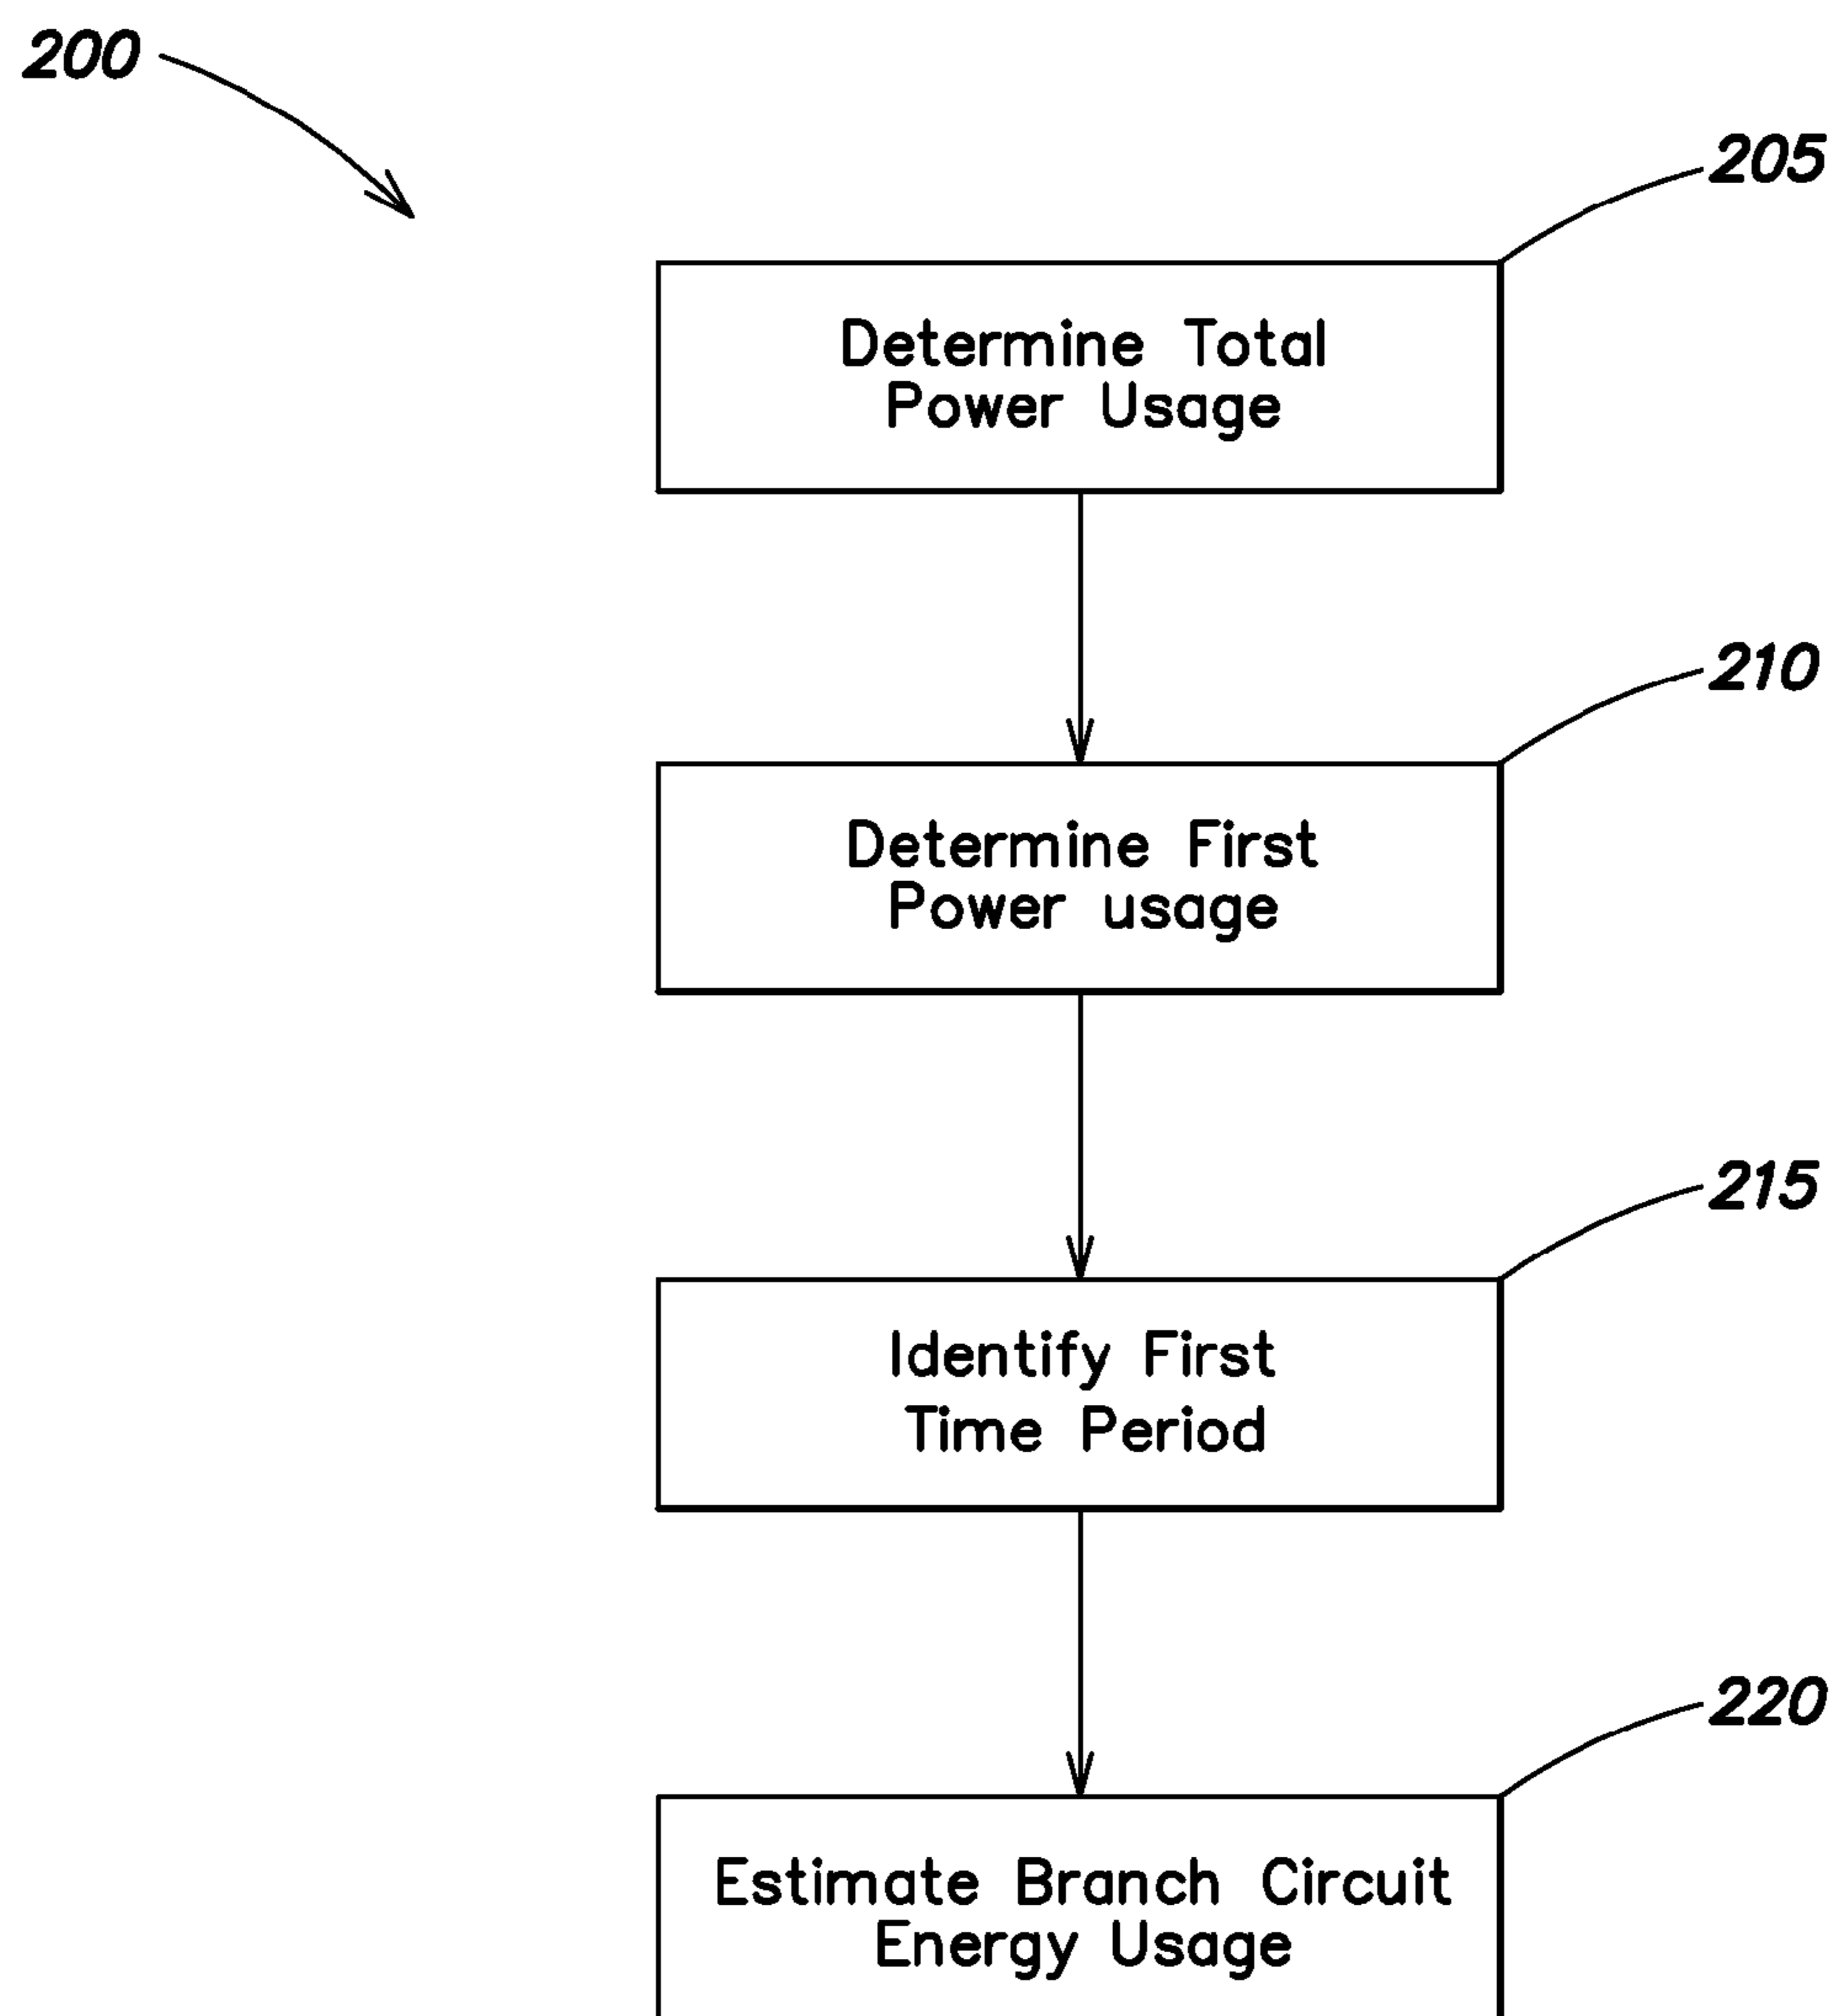 200
205
Determine Total
Power Usage
210
Determine First
Power usage
215
Identify First
Time Period
220
Estimate Branch Circuit
Energy Usage